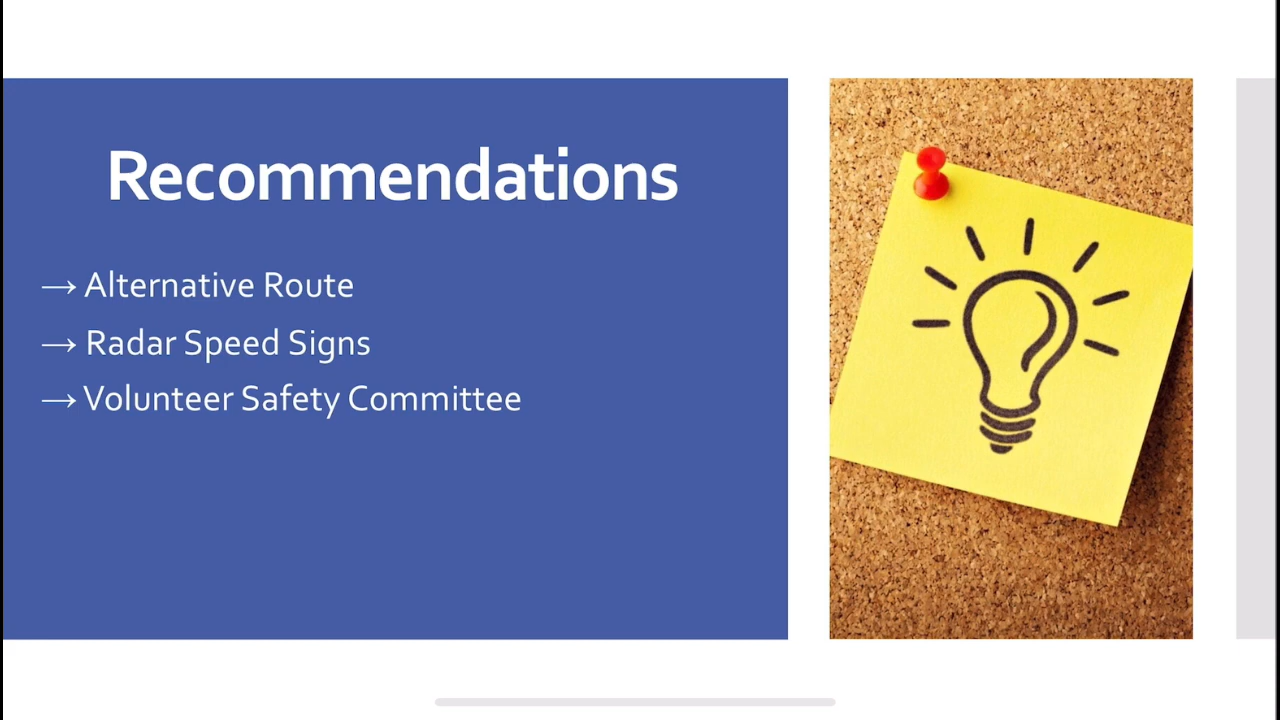 Recommendations
→ Alternative Route
→ Radar Speed Signs
→ Volunteer Safety Committee